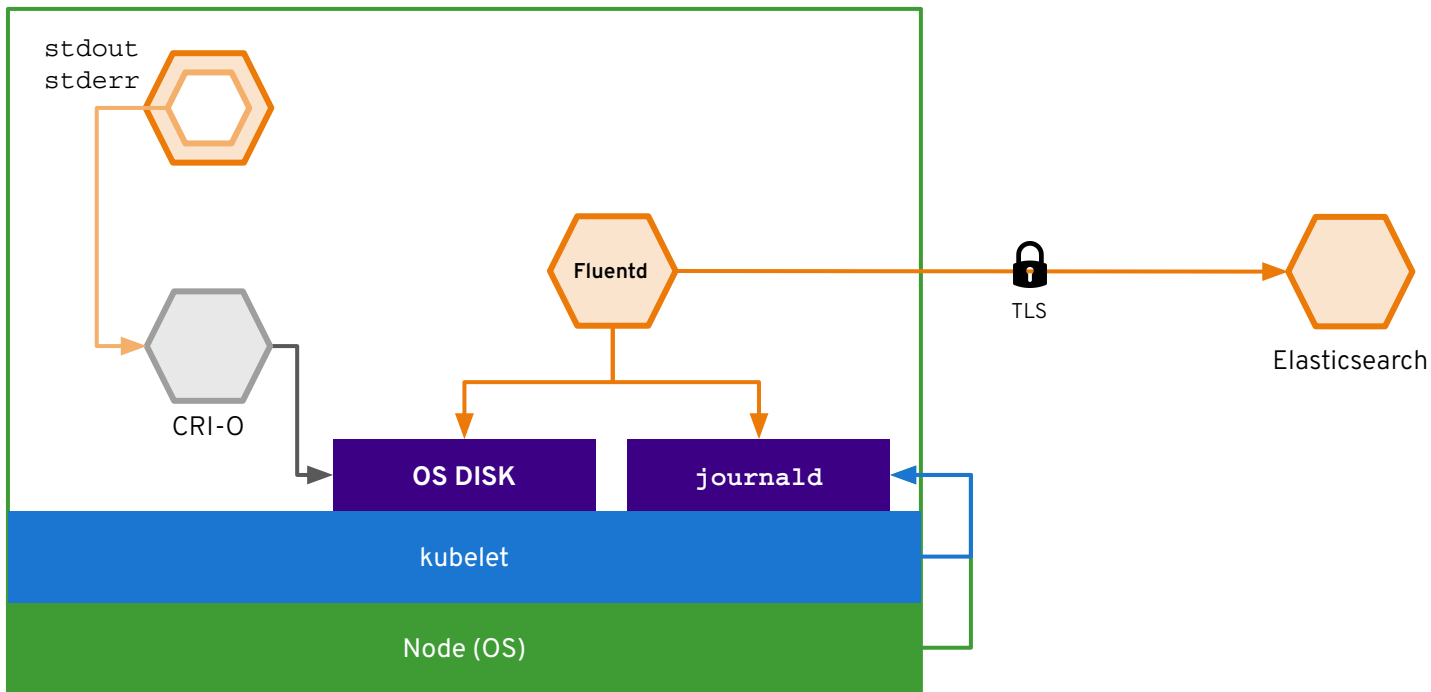 stdout
stderr
Fluentd
TLS
Elasticsearch
CRI-O
OS DISK
journald
kubelet
Node (OS)